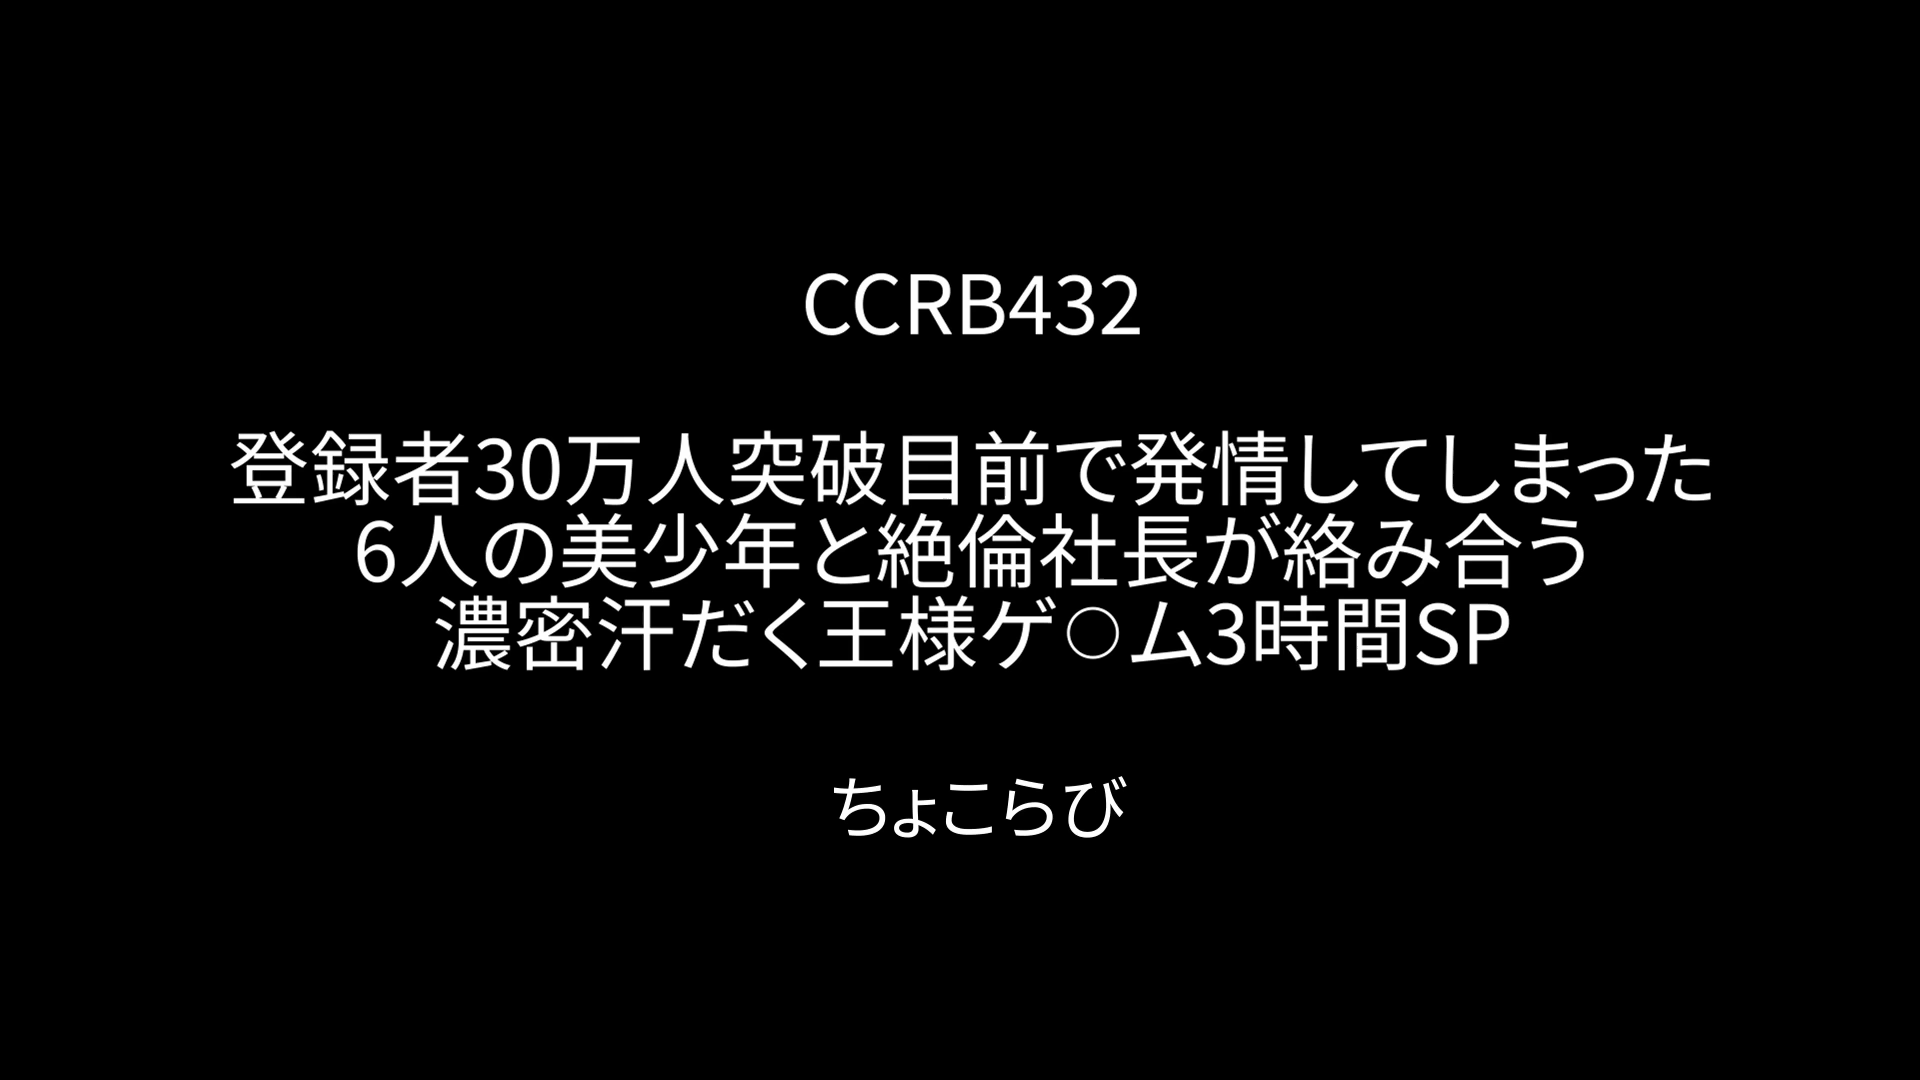 CCRB432
登録者30万人突破目前で発情してしまった
6人の美少年と絶倫社長が絡み合う
濃密汗だく王様ゲ○ム3時間SP
ちょこらび